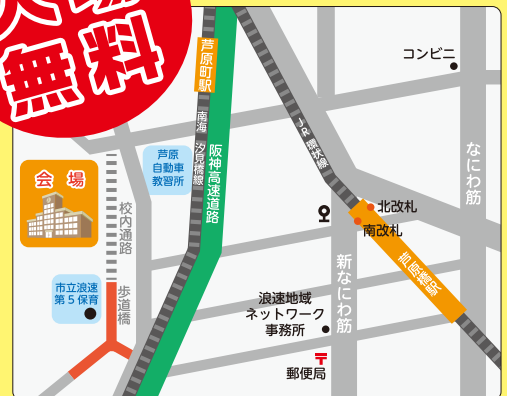 入場
無料
芦原町駅
南海 汐見橋線
阪神高速道路
JR 環状線
コンビニ
なにわ筋
芦原
自動車
教習所
会 場
校内通路
歩道橋
市立浪速
第5保育
北改札
南改札
芦原橋駅
新なにわ筋
浪速地域
ネットワーク
事務所
〒
郵便局